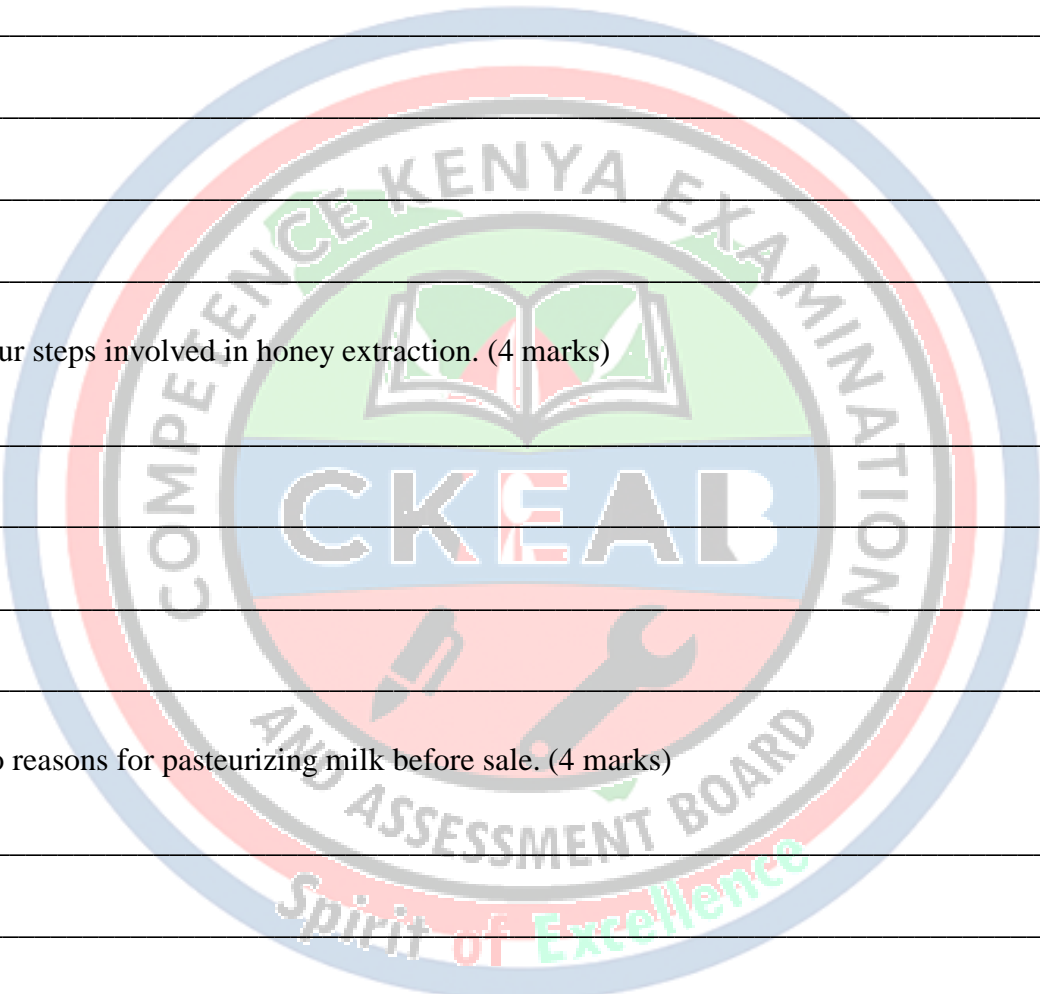 COMPETENCE KENYA EXAMINATION
ur steps involved in honey extraction. (4 marks)
CKEAB
o reasons for pasteurizing milk before sale. (4 marks)
AND ASSESSMENT BOARD
Spirit of Excellence